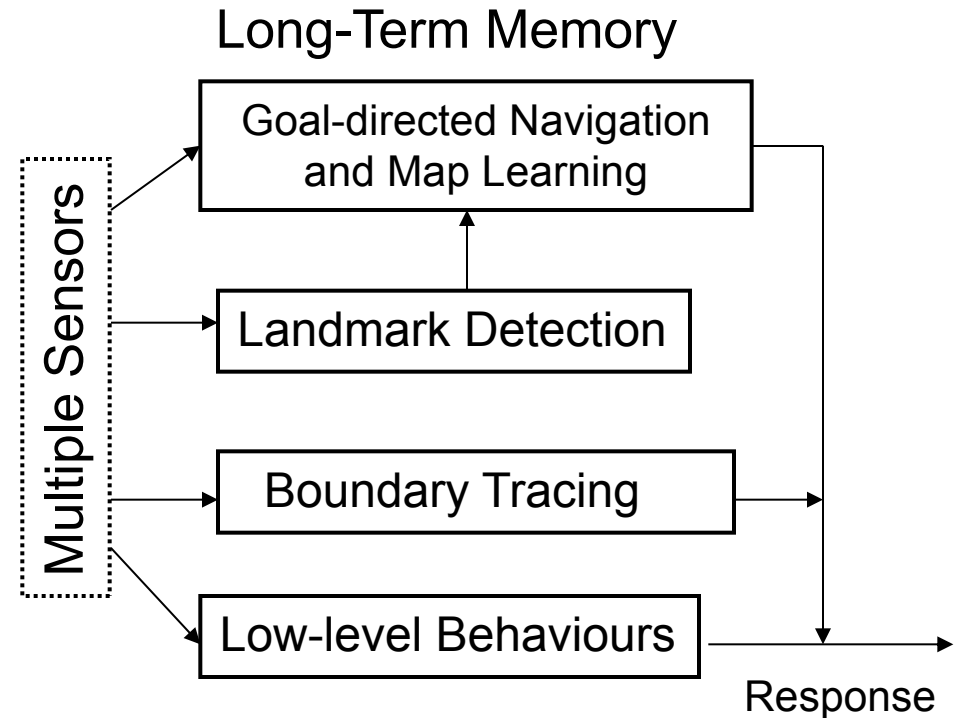 Long-Term Memory
Goal-directed Navigation
and Map Learning
Multiple Sensors
Landmark Detection
Boundary Tracing
Low-level Behaviours
Response